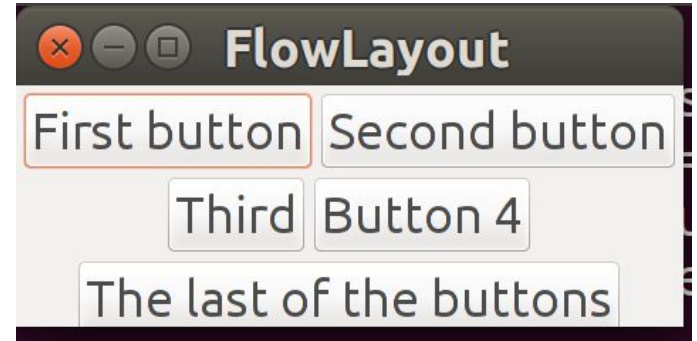 FlowLayout
First button Second button
Third Button 4
The last of the buttons